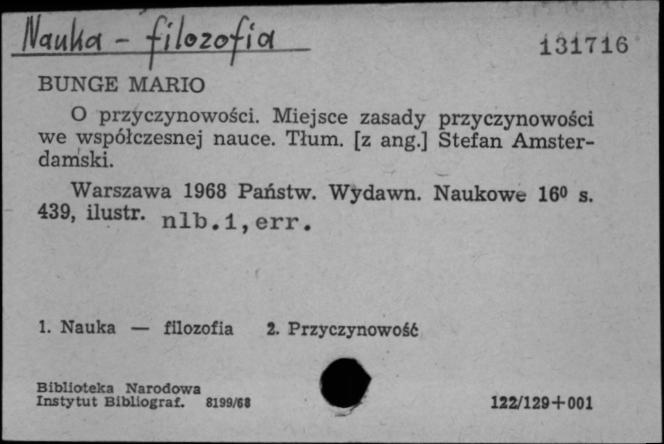 Nauka - filozofia
131716
BUNGE MARIO
O przyczynowości. Miejsce zasady przyczynowości
we współczesnej nauce. Tłum. [z ang.] Stefan Amster-
damski.
Warszawa 1968 Państw. Wydawn. Naukowe 16⁰ s.
439, ilustr. nlb.1,err.
1. Nauka — filozofia 2. Przyczynowość
Biblioteka Narodowa
Instytut Bibliograf. 8199/68 122/129+001